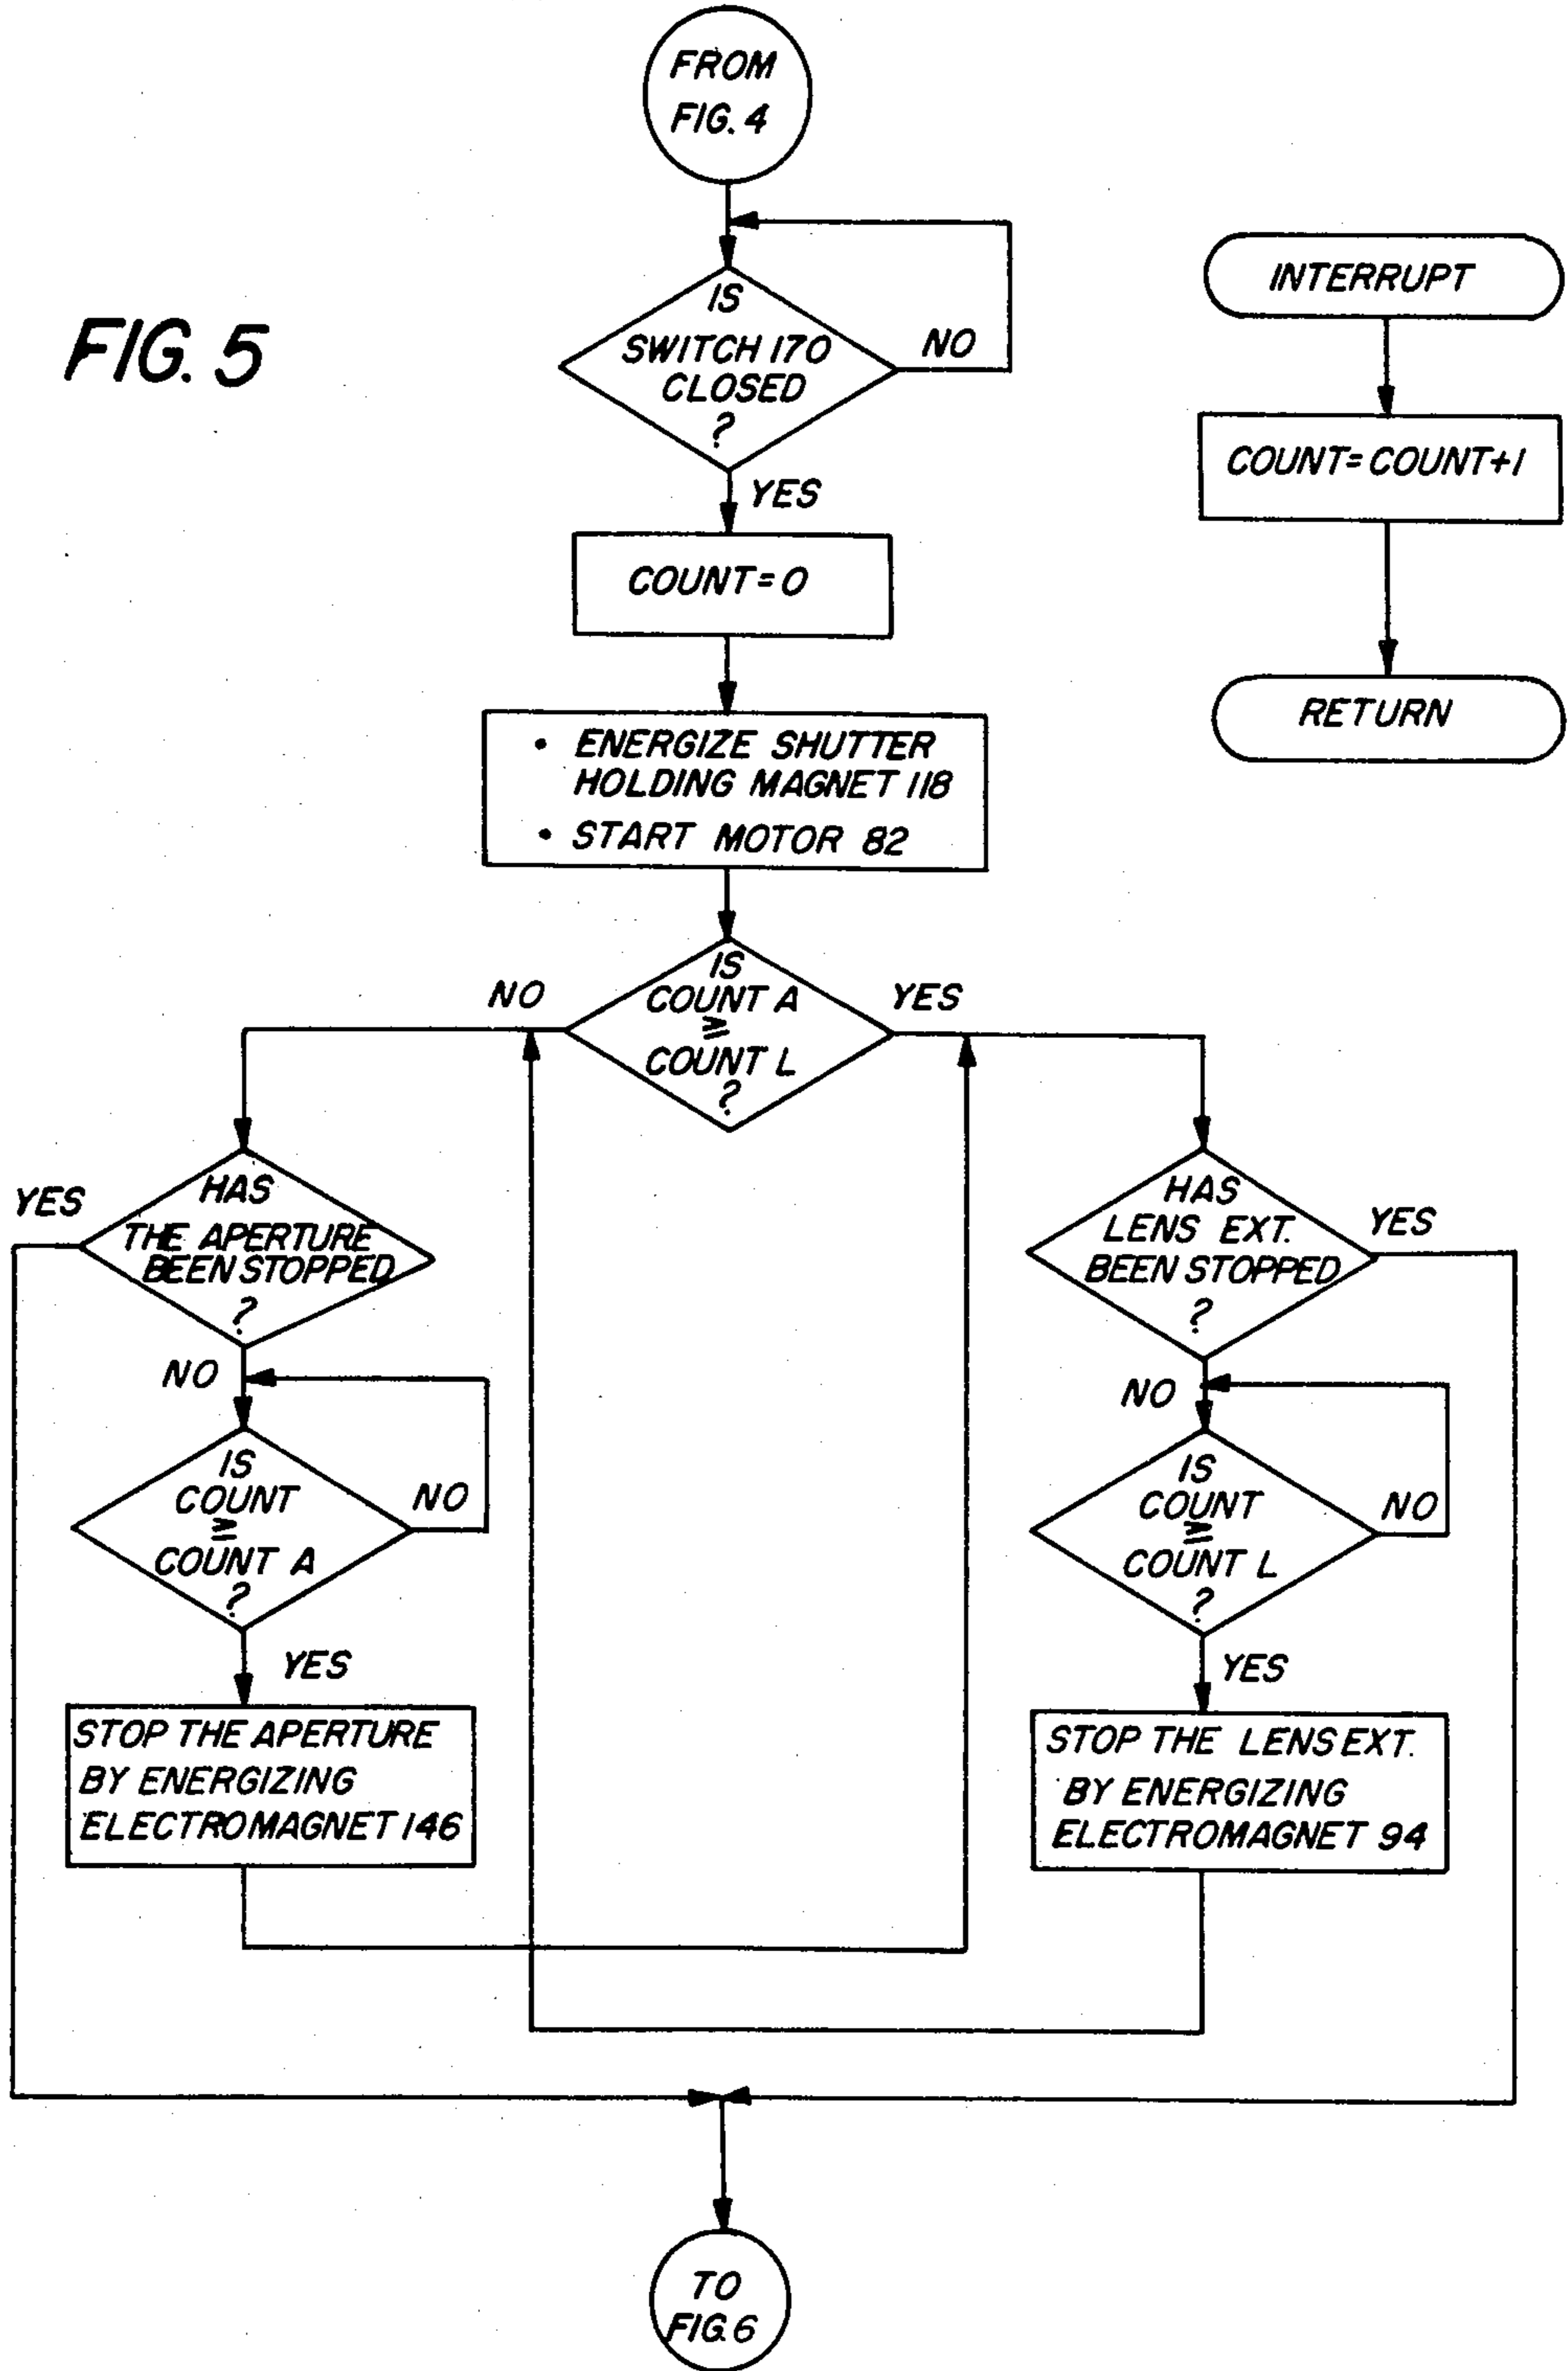 FROM
FIG. 4
FIG. 5
IS
SWITCH 170
CLOSED
?
NO
YES
COUNT=0
• ENERGIZE SHUTTER
HOLDING MAGNET 118
• START MOTOR 82
IS
COUNT A
≥
COUNT L
?
NO
YES
HAS
THE APERTURE
BEEN STOPPED
?
YES
NO
IS
COUNT
≥
COUNT A
?
NO
YES
STOP THE APERTURE
BY ENERGIZING
ELECTROMAGNET 146
HAS
LENS EXT.
BEEN STOPPED
?
YES
NO
IS
COUNT
≥
COUNT L
?
NO
YES
STOP THE LENS EXT.
BY ENERGIZING
ELECTROMAGNET 94
TO
FIG. 6
INTERRUPT
COUNT=COUNT+1
RETURN